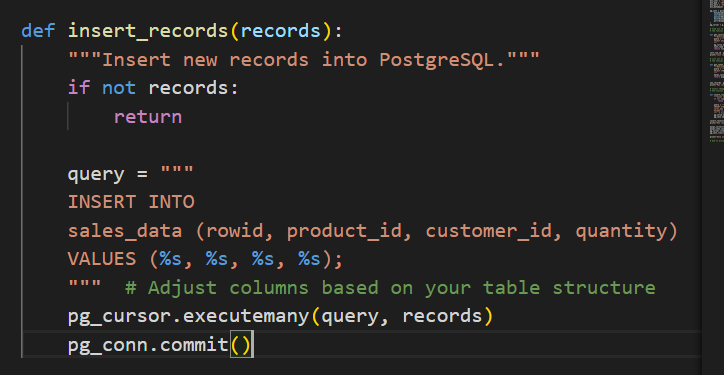 def insert_records(records):
    """Insert new records into PostgreSQL."""
    if not records:
        return
    query = """
    INSERT INTO
    sales_data (rowid, product_id, customer_id, quantity)
    VALUES (%s, %s, %s, %s);
    """  # Adjust columns based on your table structure
    pg_cursor.executemany(query, records)
    pg_conn.commit()